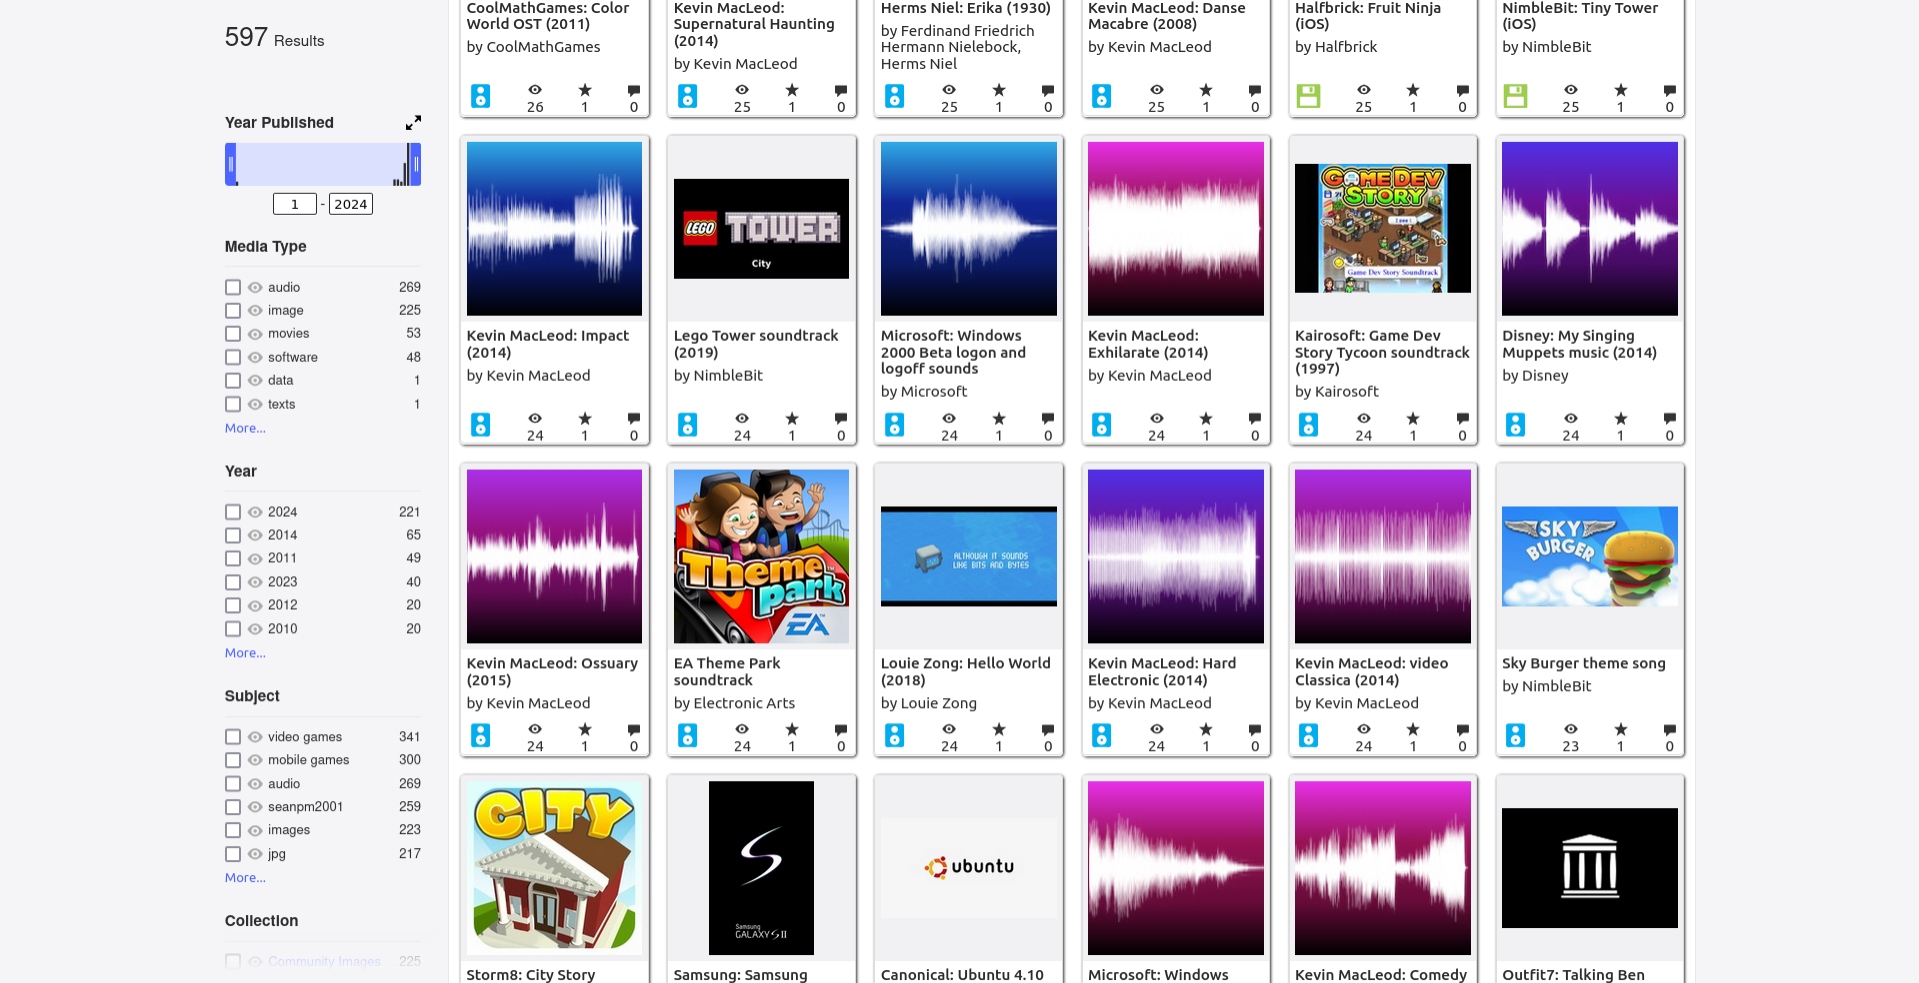 597 Results
Year Published
1 - 2024
Media Type
audio 269
image 225
movies 53
software 48
data 1
texts 1
More...
Year
2024 221
2014 65
2011 49
2023 40
2012 20
2010 20
More...
Subject
video games 341
mobile games 300
audio 269
seanpm2001 259
images 223
jpg 217
More...
Collection
Community Images 225
CoolMathGames: Color
World OST (2011)
by CoolMathGames
26 1 0
Kevin MacLeod:
Supernatural Haunting
(2014)
by Kevin MacLeod
25 1 0
Herms Niel: Erika (1930)
by Ferdinand Friedrich
Hermann Nielebock,
Herms Niel
25 1 0
Kevin MacLeod: Danse
Macabre (2008)
by Kevin MacLeod
25 1 0
Halfbrick: Fruit Ninja
(iOS)
by Halfbrick
25 1 0
NimbleBit: Tiny Tower
(iOS)
by NimbleBit
25 1 0
Kevin MacLeod: Impact
(2014)
by Kevin MacLeod
24 1 0
LEGO TOWER
City
Lego Tower soundtrack
(2019)
by NimbleBit
24 1 0
Microsoft: Windows
2000 Beta logon and
logoff sounds
by Microsoft
24 1 0
Kevin MacLeod:
Exhilarate (2014)
by Kevin MacLeod
24 1 0
GAME DEV
STORY
Game Dev Story Soundtrack
Kairosoft: Game Dev
Story Tycoon soundtrack
(1997)
by Kairosoft
24 1 0
Disney: My Singing
Muppets music (2014)
by Disney
24 1 0
Kevin MacLeod: Ossuary
(2015)
by Kevin MacLeod
24 1 0
Theme
park
EA
EA Theme Park
soundtrack
by Electronic Arts
24 1 0
ALTHOUGH IT SOUNDS
LIKE BITS AND BYTES
Louie Zong: Hello World
(2018)
by Louie Zong
24 1 0
Kevin MacLeod: Hard
Electronic (2014)
by Kevin MacLeod
24 1 0
Kevin MacLeod: video
Classica (2014)
by Kevin MacLeod
24 1 0
SKY
BURGER
Sky Burger theme song
by NimbleBit
23 1 0
CITY
Storm8: City Story
S
Samsung
GALAXY S II
Samsung: Samsung
ubuntu
Canonical: Ubuntu 4.10
Microsoft: Windows
Kevin MacLeod: Comedy
Outfit7: Talking Ben